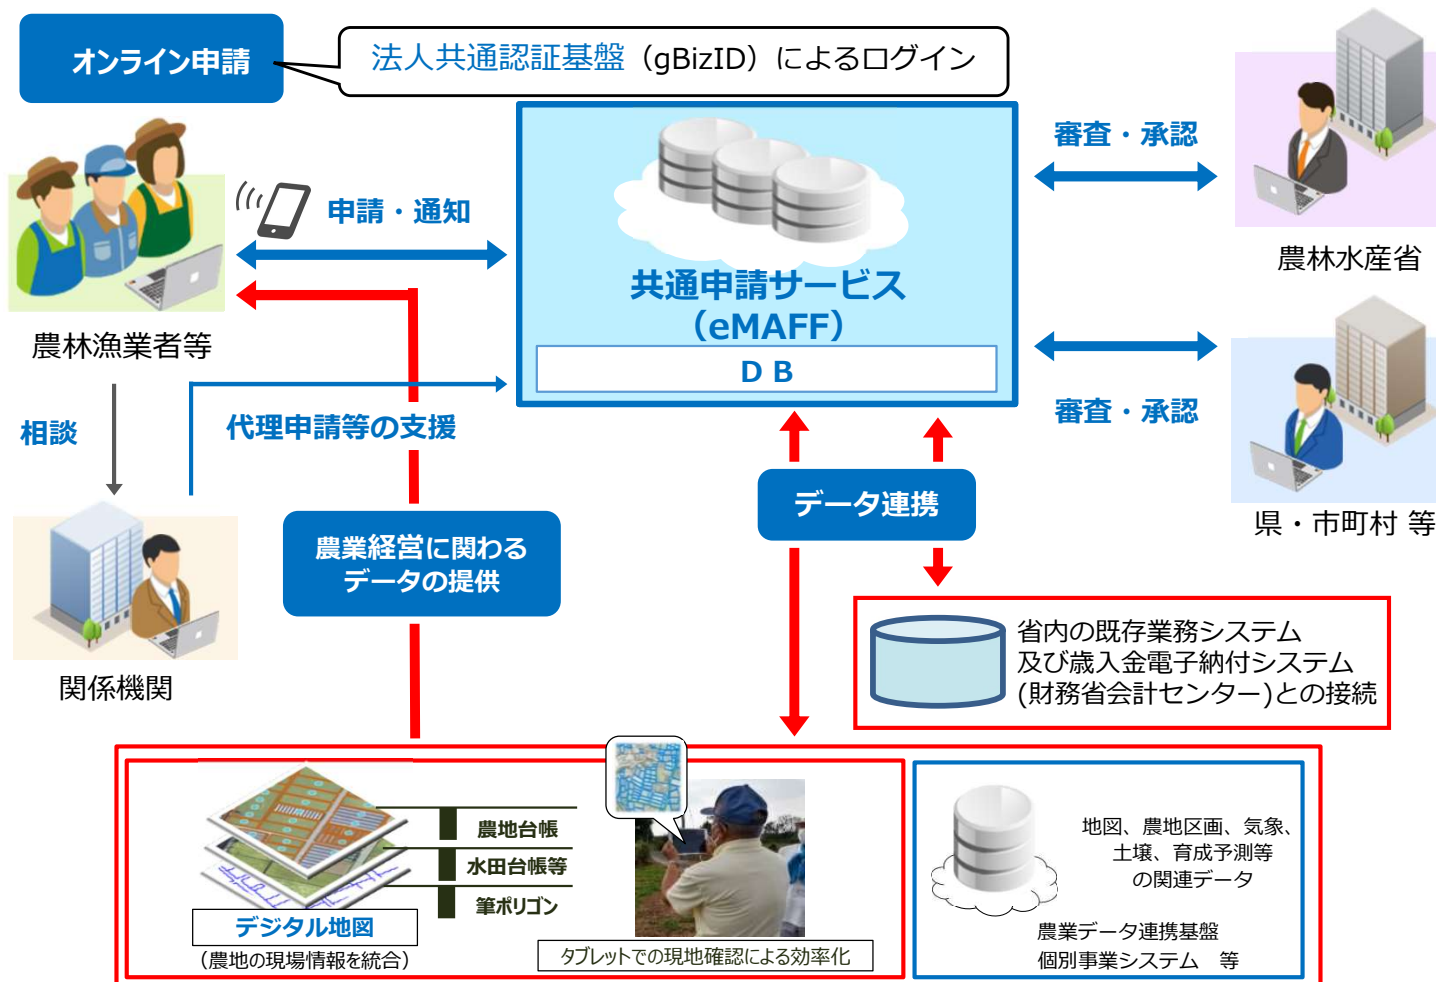 オンライン申請
法人共通認証基盤（gBizID）によるログイン
審査・承認
申請・通知
農林水産省
共通申請サービス
（eMAFF）
ＤＢ
農林漁業者等
審査・承認
相談
代理申請等の支援
データ連携
県・市町村 等
農業経営に関わる
データの提供
関係機関
省内の既存業務システム
及び歳入金電子納付システム
(財務省会計センター)との接続
農地台帳
水田台帳等
筆ポリゴン
デジタル地図
（農地の現場情報を統合）
タブレットでの現地確認による効率化
地図、農地区画、気象、
土壌、育成予測等
の関連データ
農業データ連携基盤
個別事業システム　等